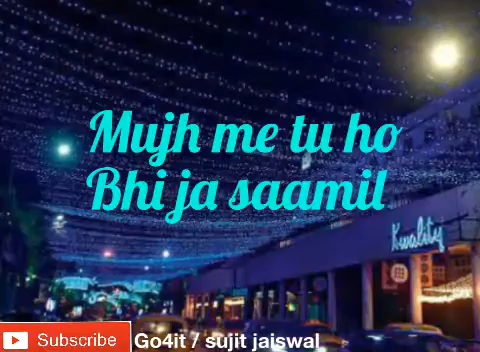 Mujh me tu ho
Bhi ja saamil
Kwality
Subscribe
Go4it / sujit jaiswal